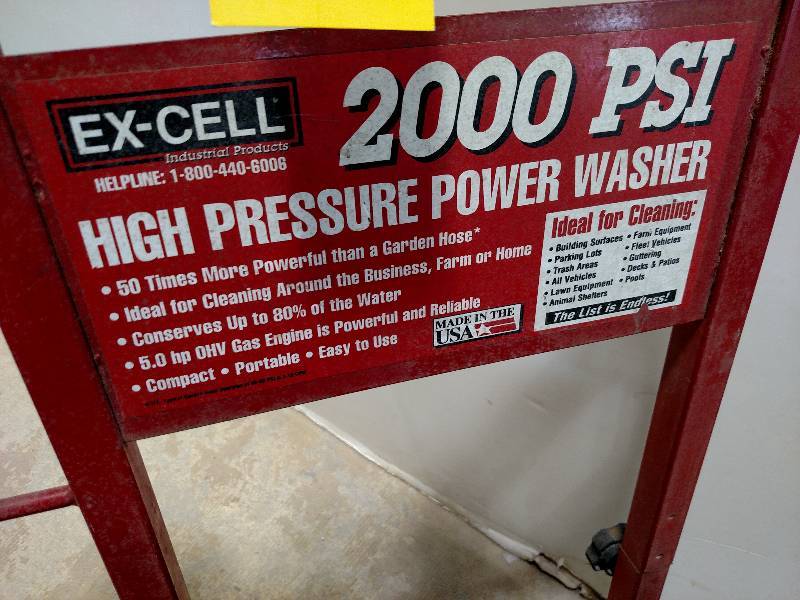 EX-CELL
Industrial Products
HELPLINE: 1-800-440-6006
2000 PSI
HIGH PRESSURE POWER WASHER
• 50 Times More Powerful than a Garden Hose*
• Ideal for Cleaning Around the Business, Farm or Home
• Conserves Up to 80% of the Water
• 5.0 hp OHV Gas Engine is Powerful and Reliable
• Compact • Portable • Easy to Use
MADE IN THE
USA
Ideal for Cleaning:
• Building Surfaces
• Parking Lots
• Trash Areas
• All Vehicles
• Lawn Equipment
• Animal Shelters
• Farm Equipment
• Fleet Vehicles
• Guttering
• Decks & Patios
• Pools
The List is Endless!